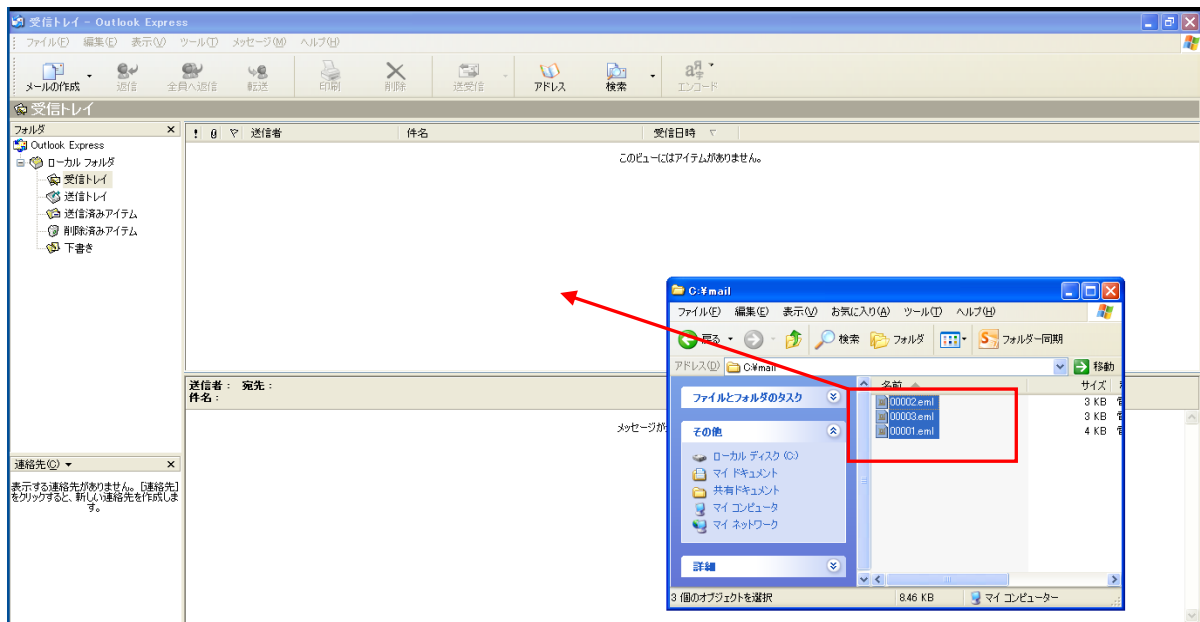 受信トレイ - Outlook Express
ファイル(F) 編集(E) 表示(V) ツール(T) メッセージ(M) ヘルプ(H)
メールの作成 返信 全員へ返信 転送 印刷 削除 送受信 アドレス 検索 エンコード
受信トレイ
フォルダ
! 送信者 件名 受信日時
Outlook Express
このビューにはアイテムがありません。
ローカル フォルダ
受信トレイ
送信トレイ
送信済みアイテム
削除済みアイテム
下書き
送信者: 宛先:
件名:
メッセージが
連絡先(C)
表示する連絡先がありません。[連絡先]
をクリックすると、新しい連絡先を作成しま
す。
C:¥mail
ファイル(F) 編集(E) 表示(V) お気に入り(A) ツール(T) ヘルプ(H)
戻る 検索 フォルダ フォルダー同期
アドレス(D) C:¥mail 移動
ファイルとフォルダのタスク
その他
ローカル ディスク (C:)
マイ ドキュメント
共有ドキュメント
マイ コンピュータ
マイ ネットワーク
詳細
名前 サイズ
00002.eml 3 KB
00003.eml 3 KB
00001.eml 4 KB
3 個のオブジェクトを選択 8.46 KB マイ コンピューター